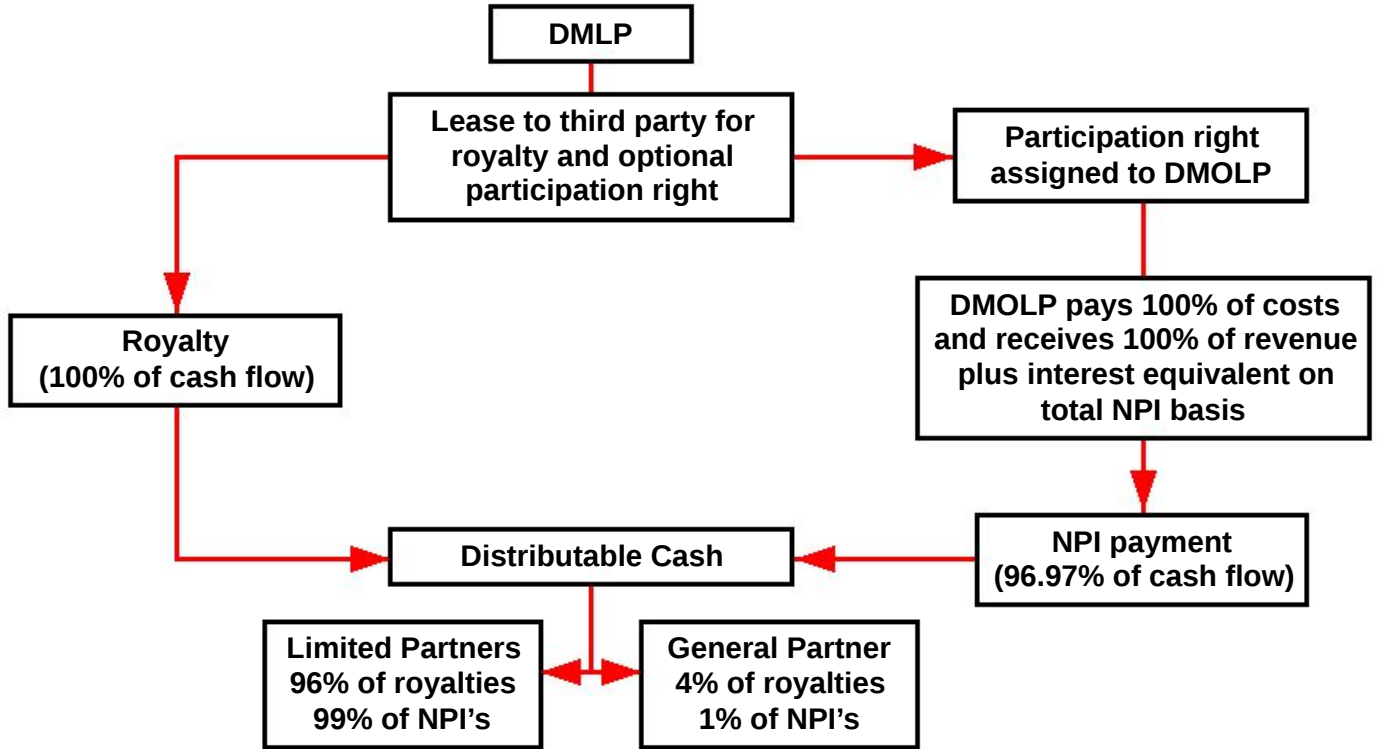 DMLP
Lease to third party for
royalty and optional
participation right
Participation right
assigned to DMOLP
DMOLP pays 100% of costs
and receives 100% of revenue
plus interest equivalent on
total NPI basis
Royalty
(100% of cash flow)
NPI payment
(96.97% of cash flow)
Distributable Cash
Limited Partners
96% of royalties
99% of NPI’s
General Partner
4% of royalties
1% of NPI’s